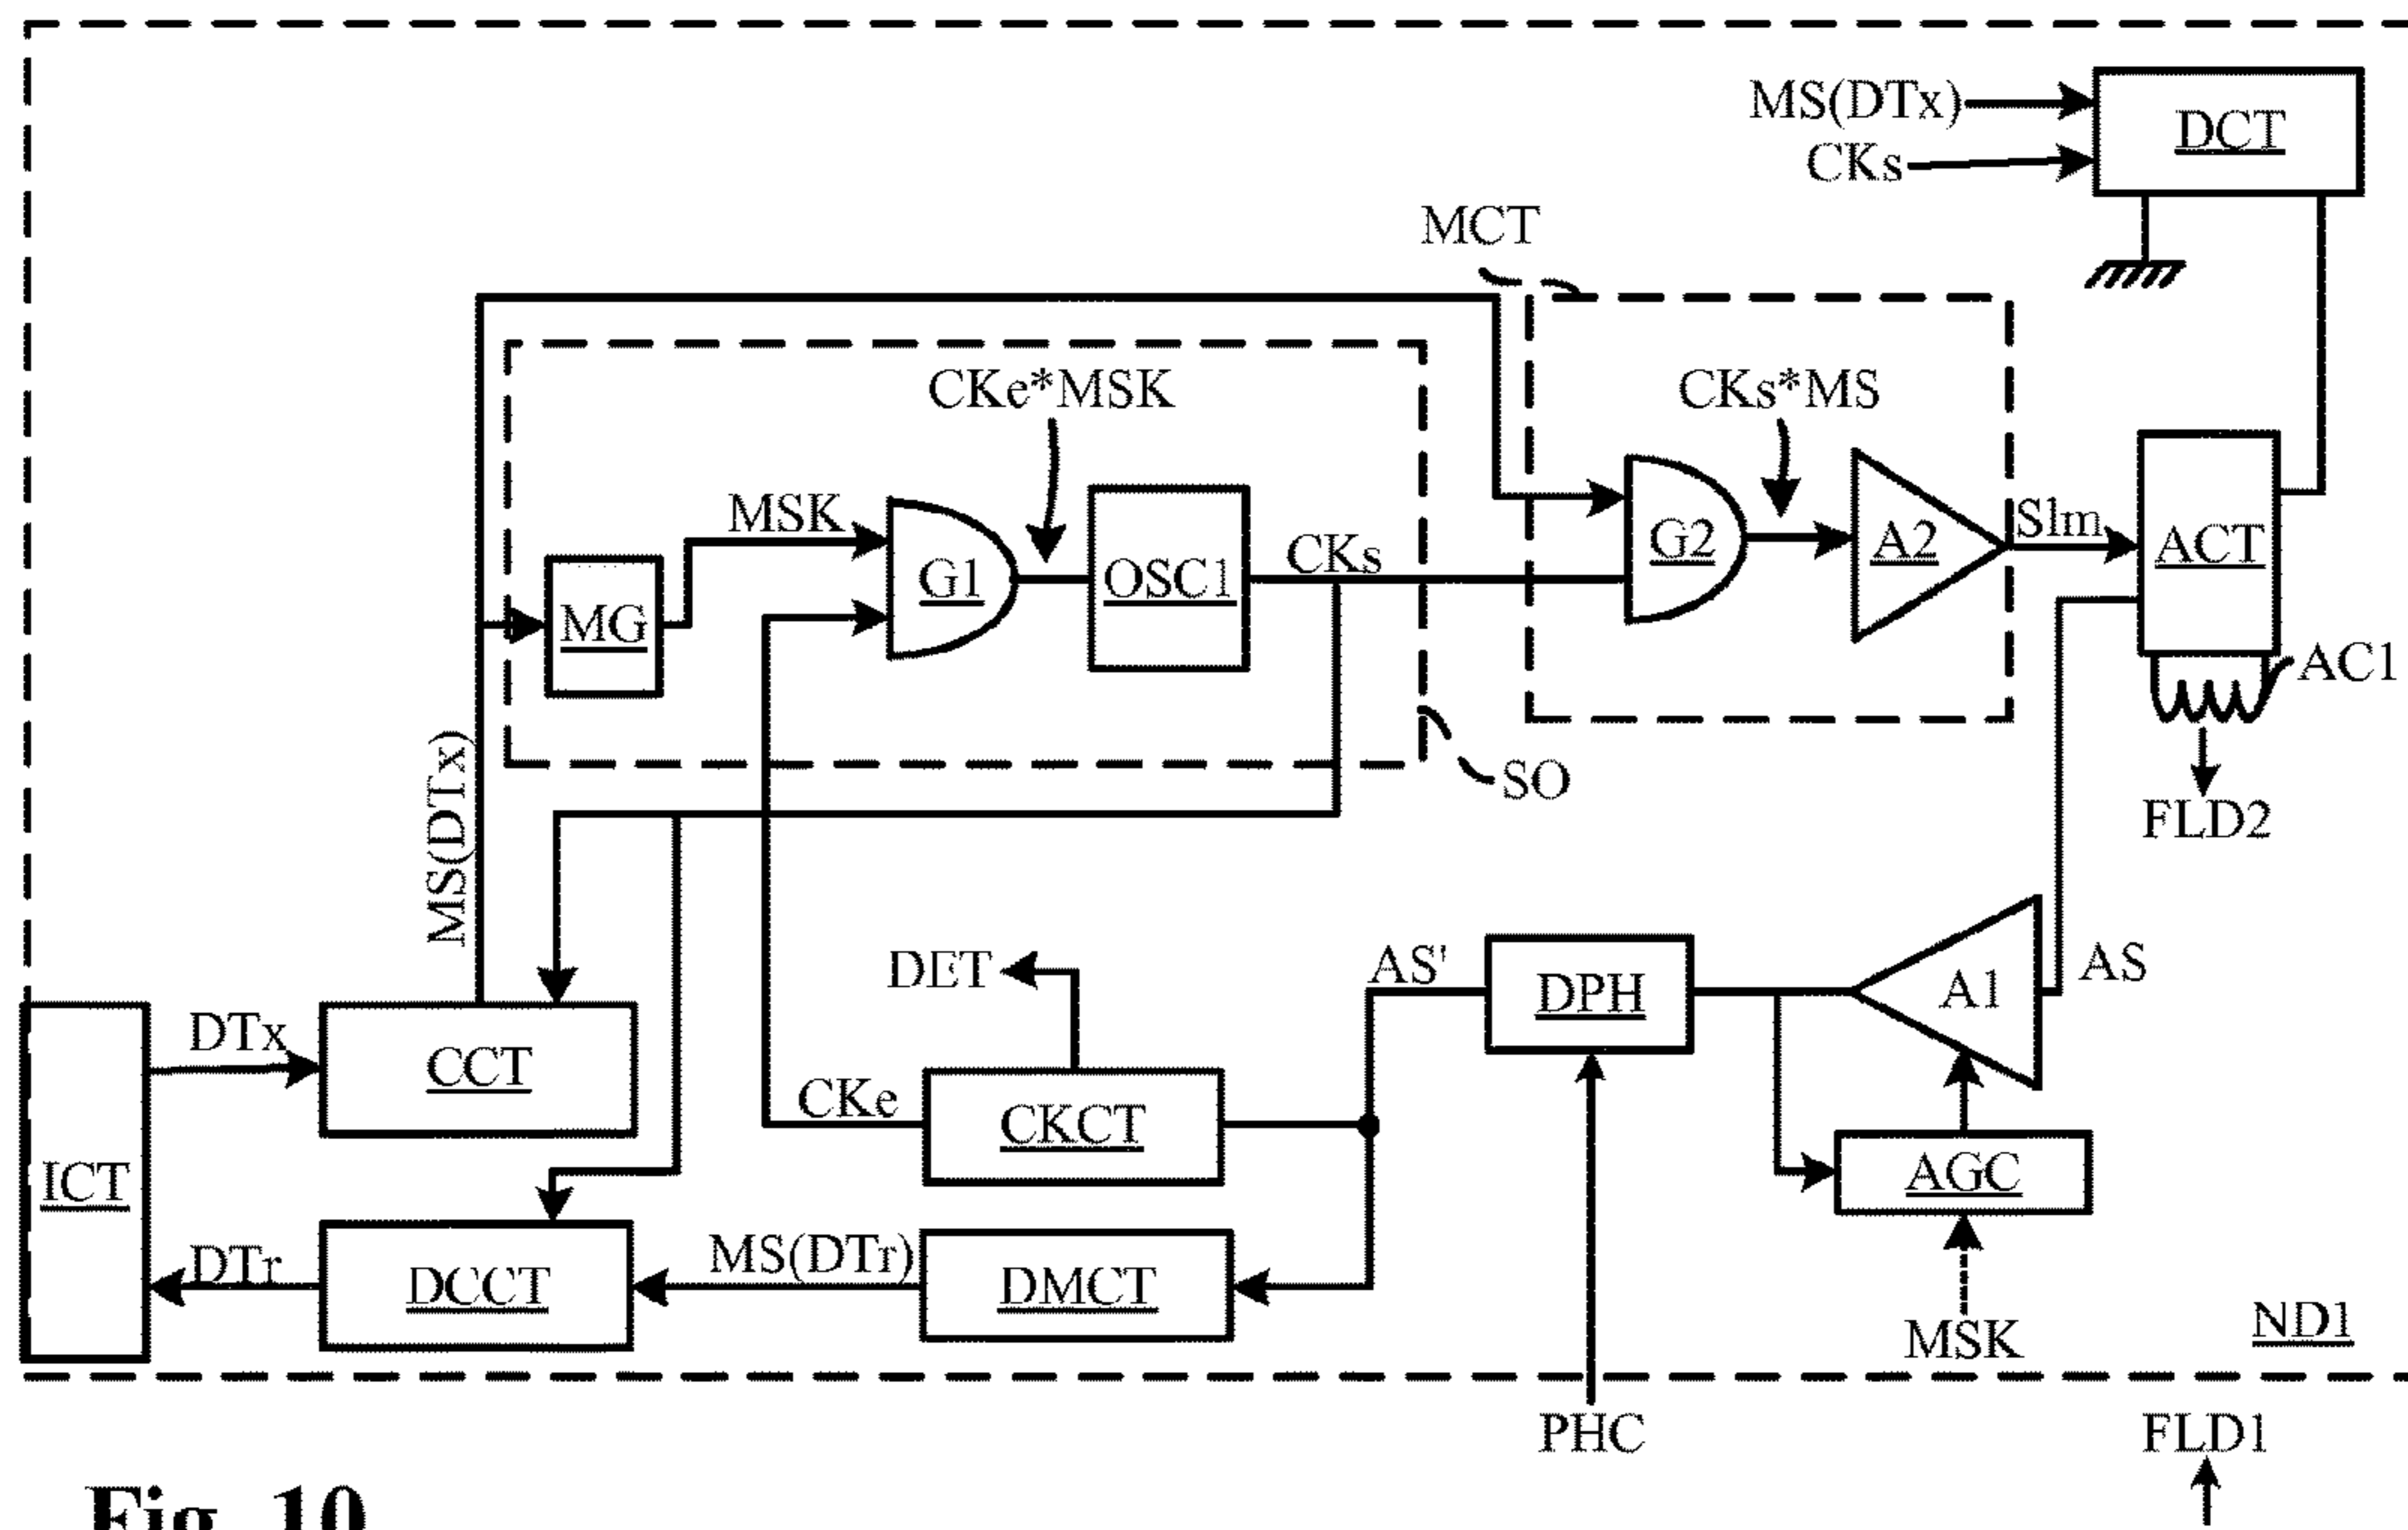 MS(DTx)
DCT
CKs
MCT
CKe*MSK
CKs*MS
MSK
G1
OSC1
CKs
G2
A2
Slm
ACT
MG
AC1
MS(DTx)
SO
FLD2
DET
AS'
DPH
A1
AS
DTx
CCT
CKe
CKCT
AGC
ICT
DTr
DCCT
MS(DTr)
DMCT
MSK
ND1
PHC
FLD1
Fig. 10